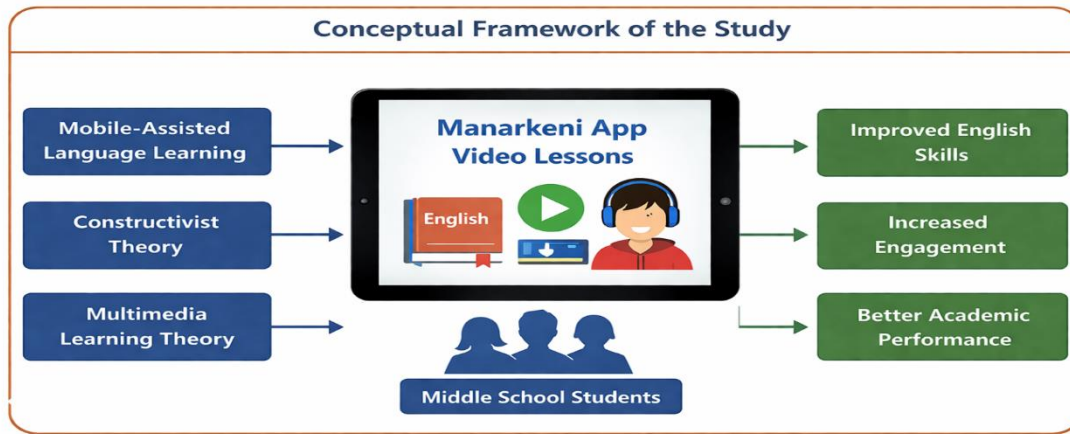 Conceptual Framework of the Study
Mobile-Assisted
Language Learning
Constructivist
Theory
Multimedia
Learning Theory
Manarkeni App
Video Lessons
English
Middle School Students
Improved English
Skills
Increased
Engagement
Better Academic
Performance